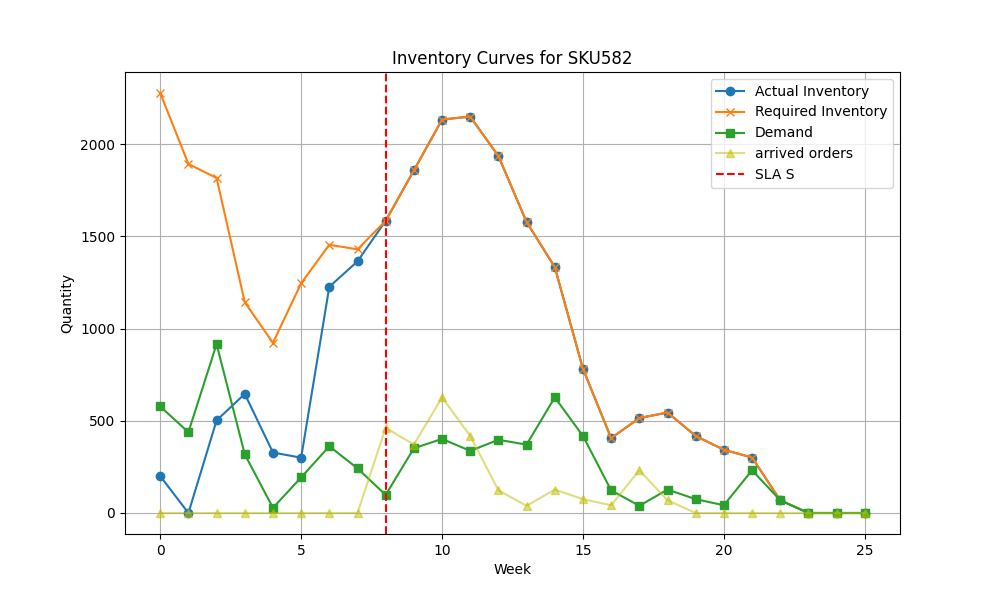 Inventory Curves for SKU582
Actual Inventory
Required Inventory
Demand
arrived orders
SLA S
Quantity
2000
1500
1000
500
0
0 5 10 15 20 25
Week